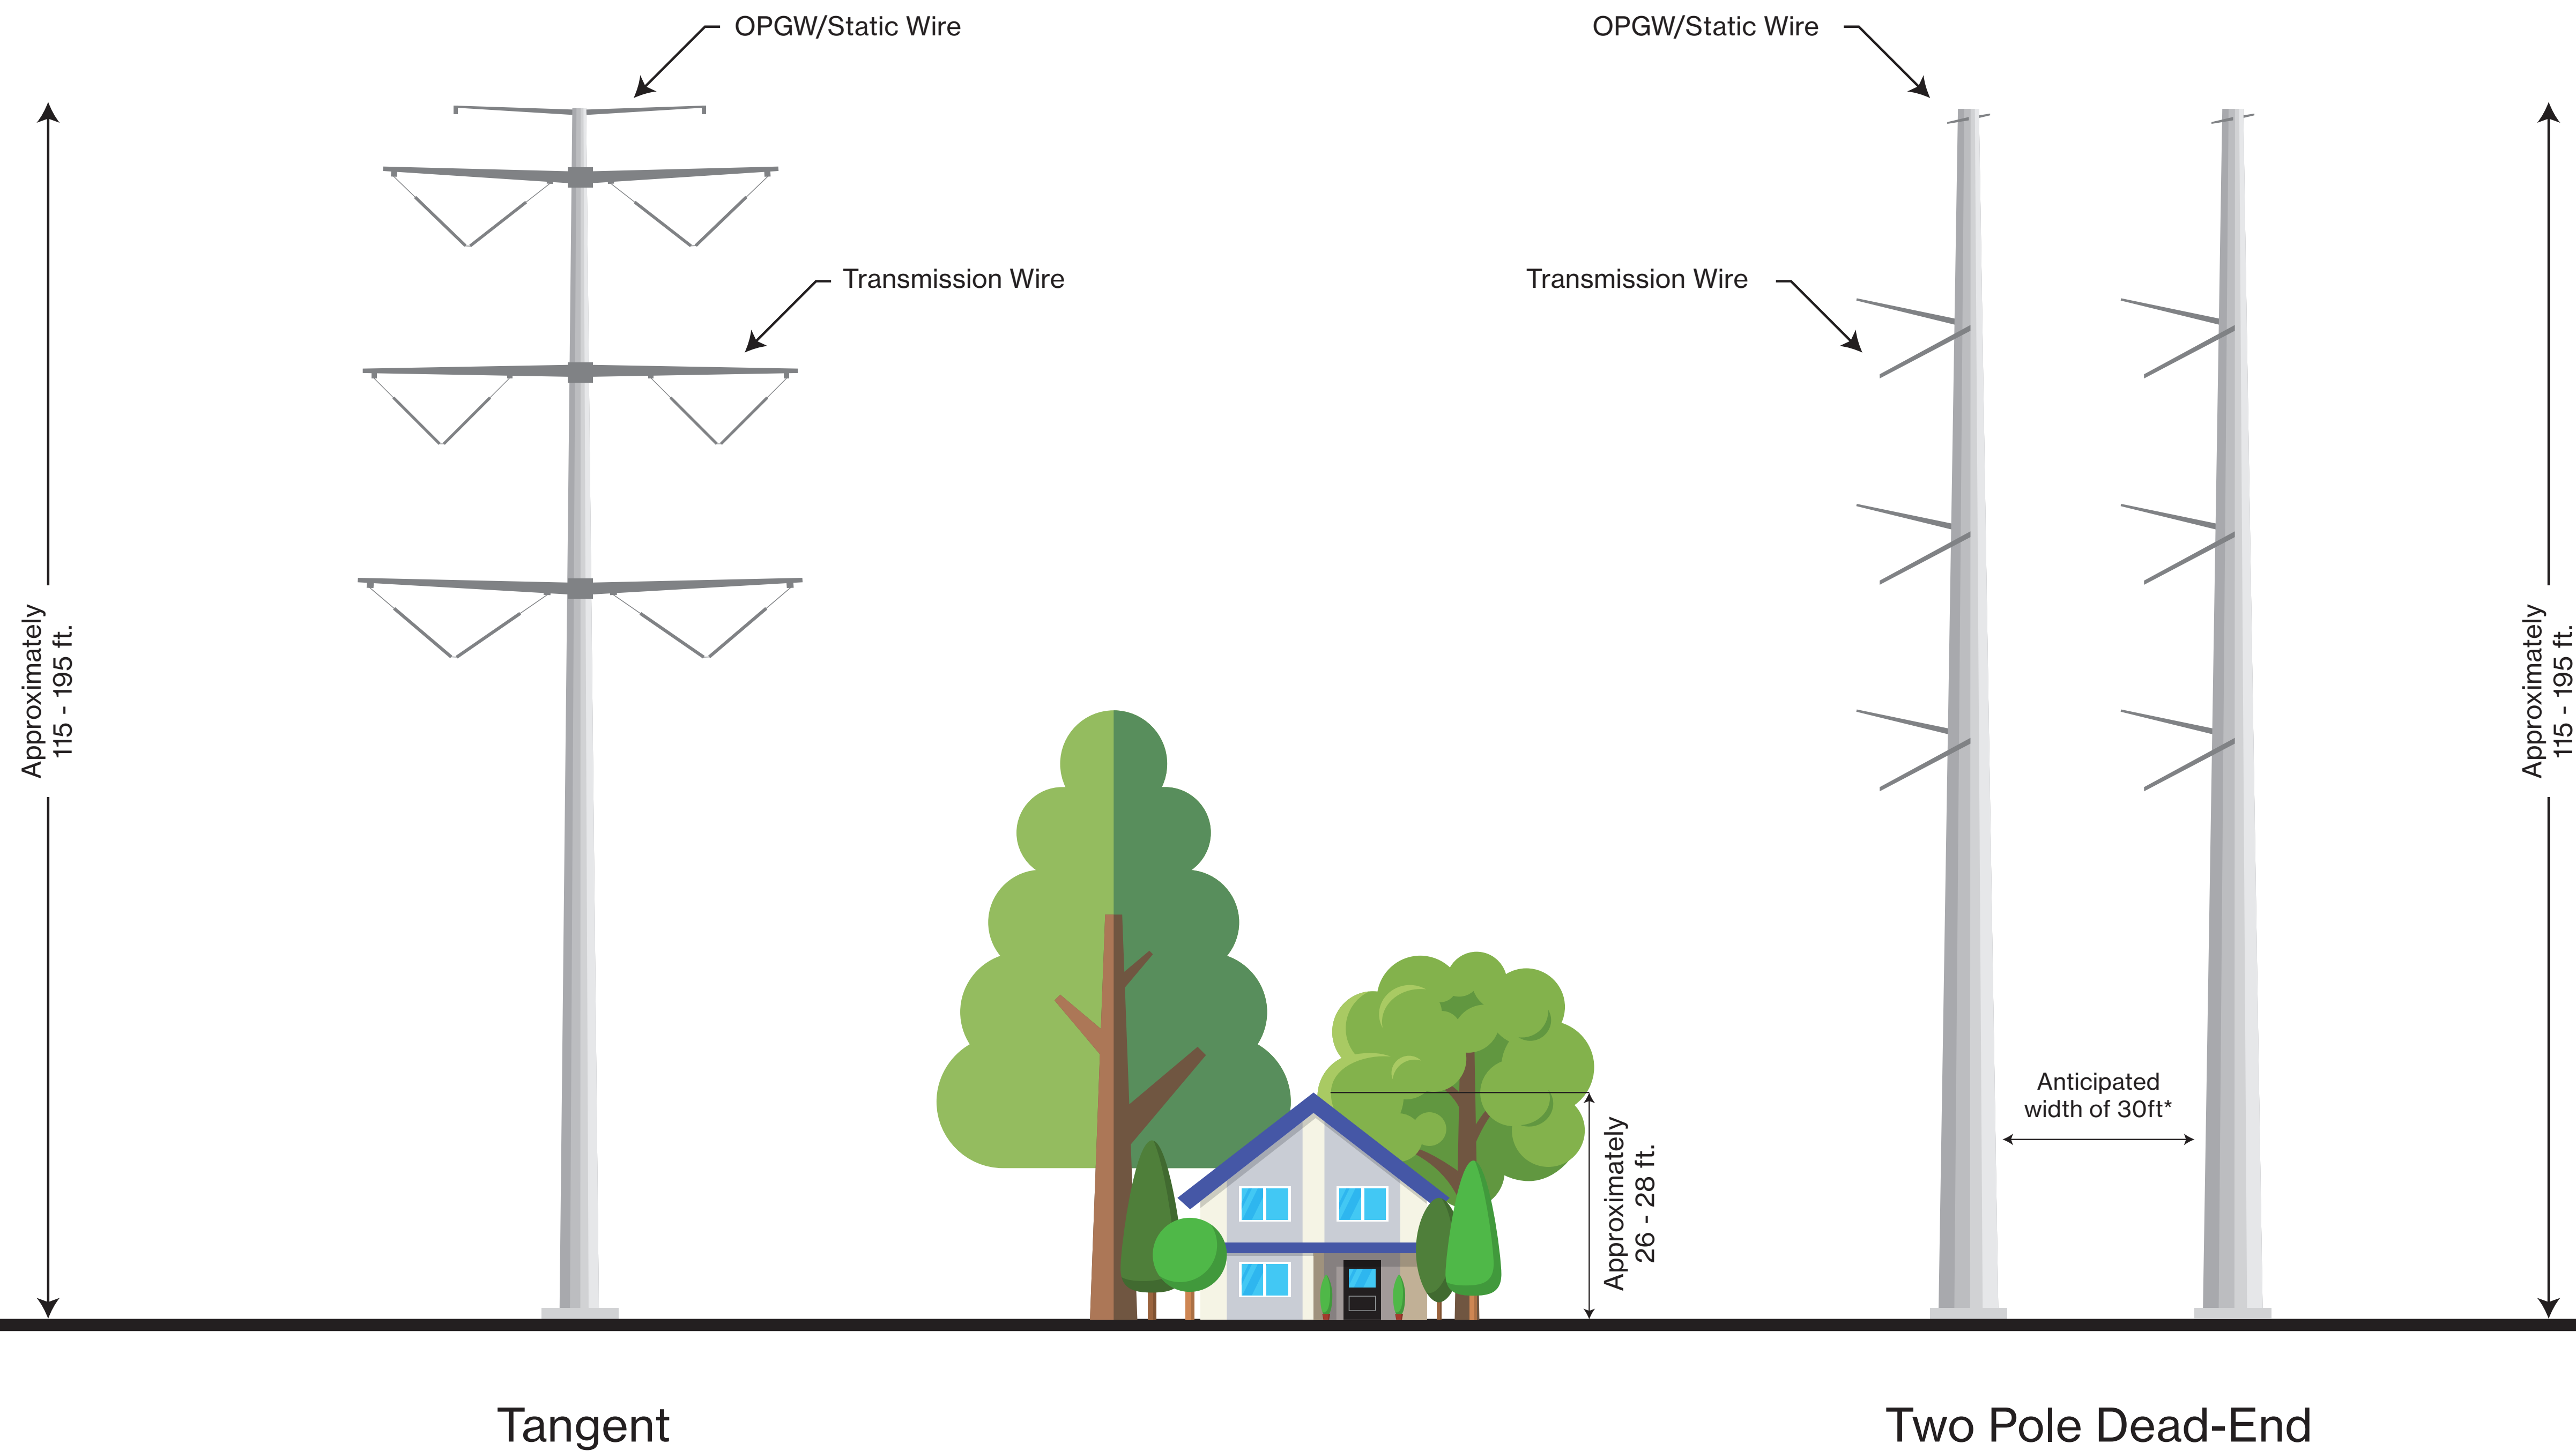 OPGW/Static Wire
OPGW/Static Wire
Transmission Wire
Transmission Wire
Approximately
115 - 195 ft.
Approximately
115 - 195 ft.
Anticipated
width of 30ft*
Approximately
26 - 28 ft.
Tangent
Two Pole Dead-End